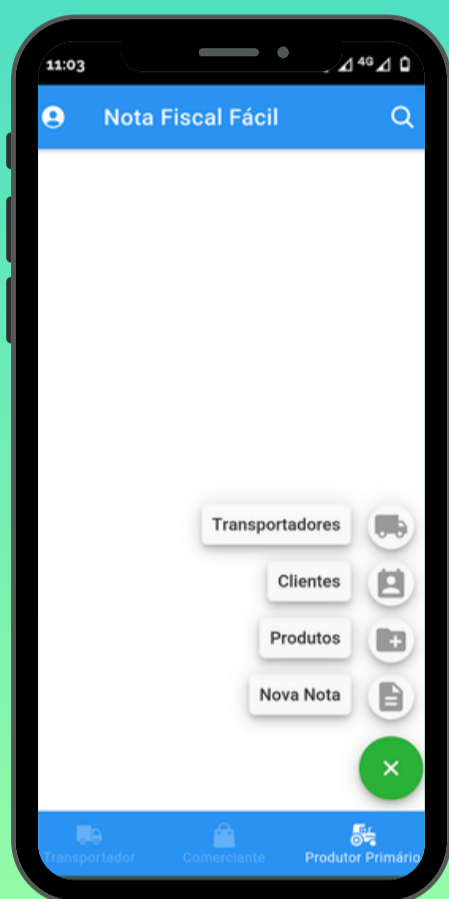 11:03
4G
Nota Fiscal Fácil
Transportadores
Clientes
Produtos
Nova Nota
Transportador
Comerciante
Produtor Primário